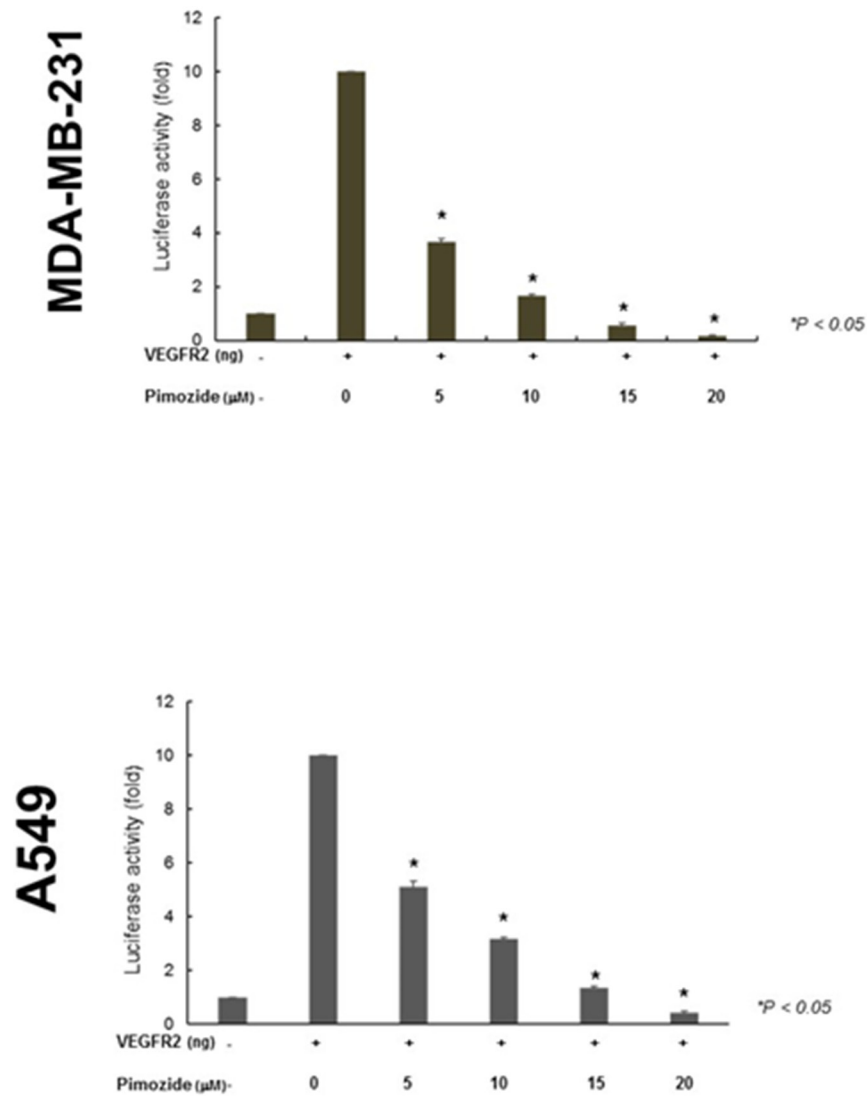 MDA-MB-231
Luciferase activity (fold)
12
10
8
6
4
2
0
★
★
★
★
*P < 0.05
VEGFR2 (ng) - + + + + +
Pimozide (µM) - 0 5 10 15 20
A549
Luciferase activity (fold)
12
10
8
6
4
2
0
★
★
★
★
*P < 0.05
VEGFR2 (ng) - + + + + +
Pimozide (µM)- 0 5 10 15 20